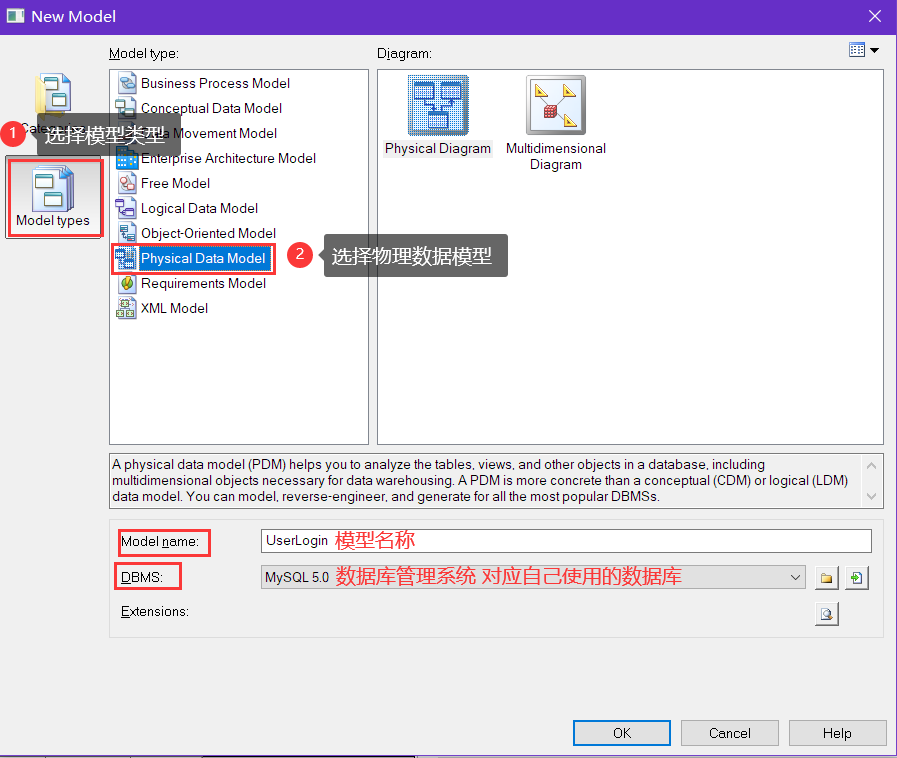 New Model
Model type:
Diagram:
1 选择模型类型
Model types
Business Process Model
Conceptual Data Model
Movement Model
Enterprise Architecture Model
Free Model
Logical Data Model
Object-Oriented Model
Physical Data Model
2 选择物理数据模型
Requirements Model
XML Model
Physical Diagram
Multidimensional
Diagram
A physical data model (PDM) helps you to analyze the tables, views, and other objects in a database, including
multidimensional objects necessary for data warehousing. A PDM is more concrete than a conceptual (CDM) or logical (LDM)
data model. You can model, reverse-engineer, and generate for all the most popular DBMSs.
Model name: UserLogin 模型名称
DBMS: MySQL 5.0 数据库管理系统 对应自己使用的数据库
Extensions:
OK Cancel Help